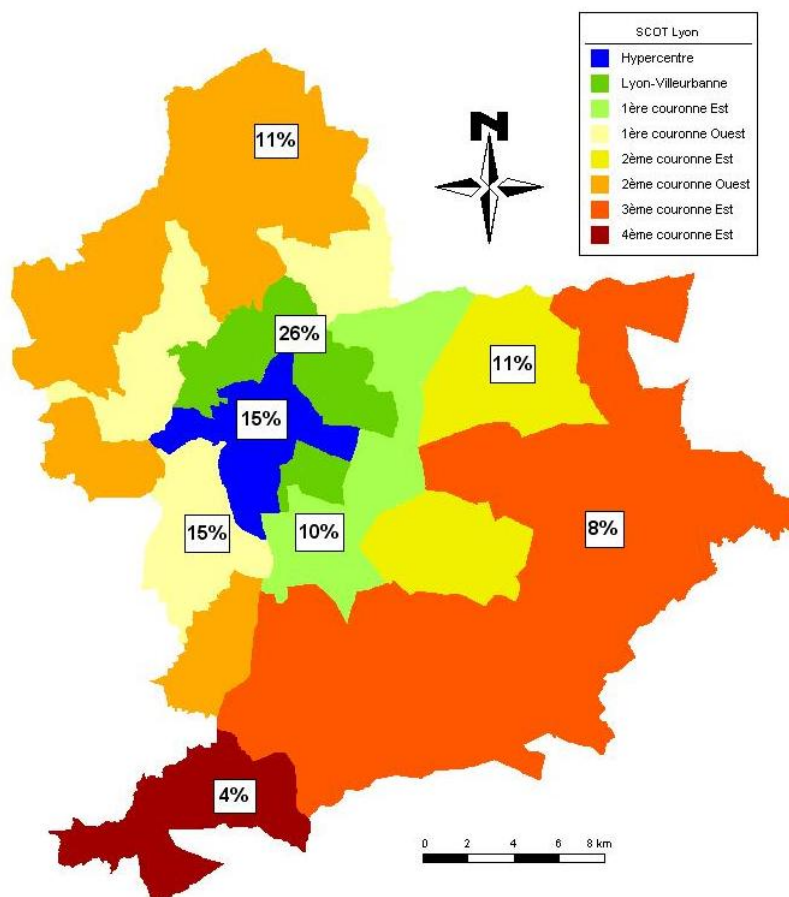 SCOT Lyon
Hypercentre
Lyon-Villeurbanne
1ère couronne Est
1ère couronne Ouest
2ème couronne Est
2ème couronne Ouest
3ème couronne Est
4ème couronne Est
N
11%
26%
11%
15%
15%
10%
8%
4%
0 2 4 6 8 km